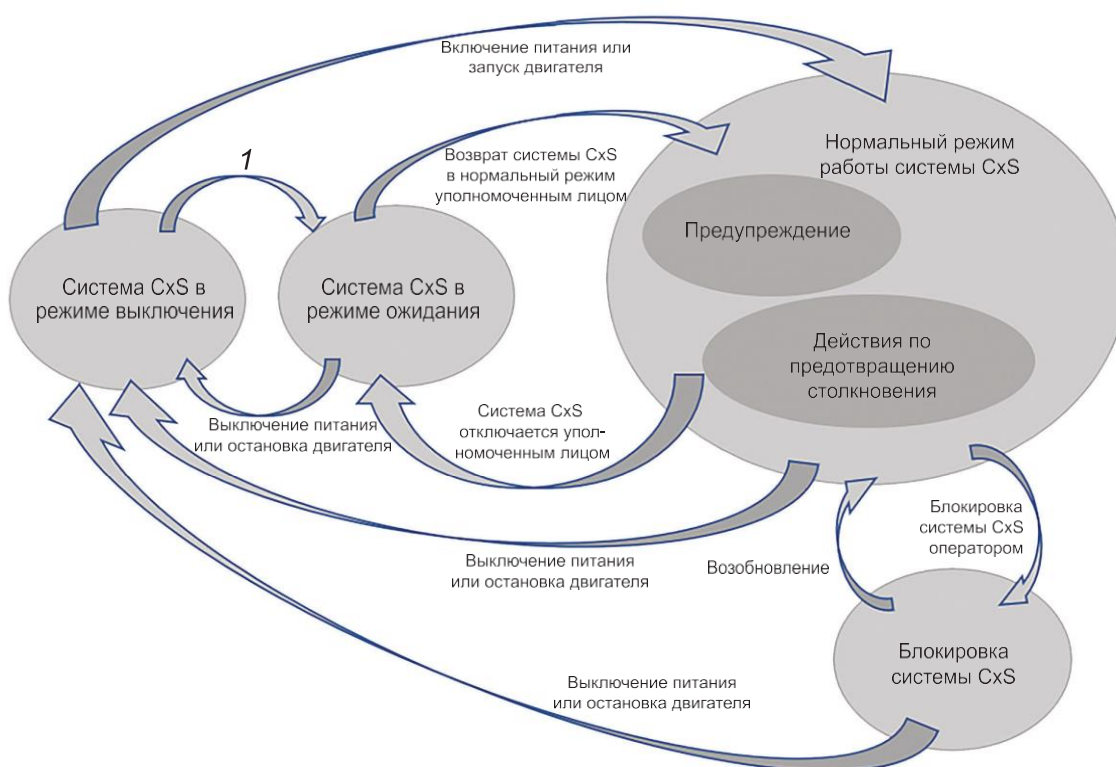 Включение питания или
запуск двигателя
1
Возврат системы CxS
в нормальный режим
уполномоченным лицом
Нормальный режим
работы системы CxS
Предупреждение
Система CxS в
режиме выключения
Система CxS в
режиме ожидания
Действия по
предотвращению
столкновения
Выключение питания
или остановка двигателя
Система CxS
отключается упол-
номоченным лицом
Выключение питания
или остановка двигателя
Возобновление
Блокировка
системы CxS
оператором
Блокировка
системы CxS
Выключение питания
или остановка двигателя